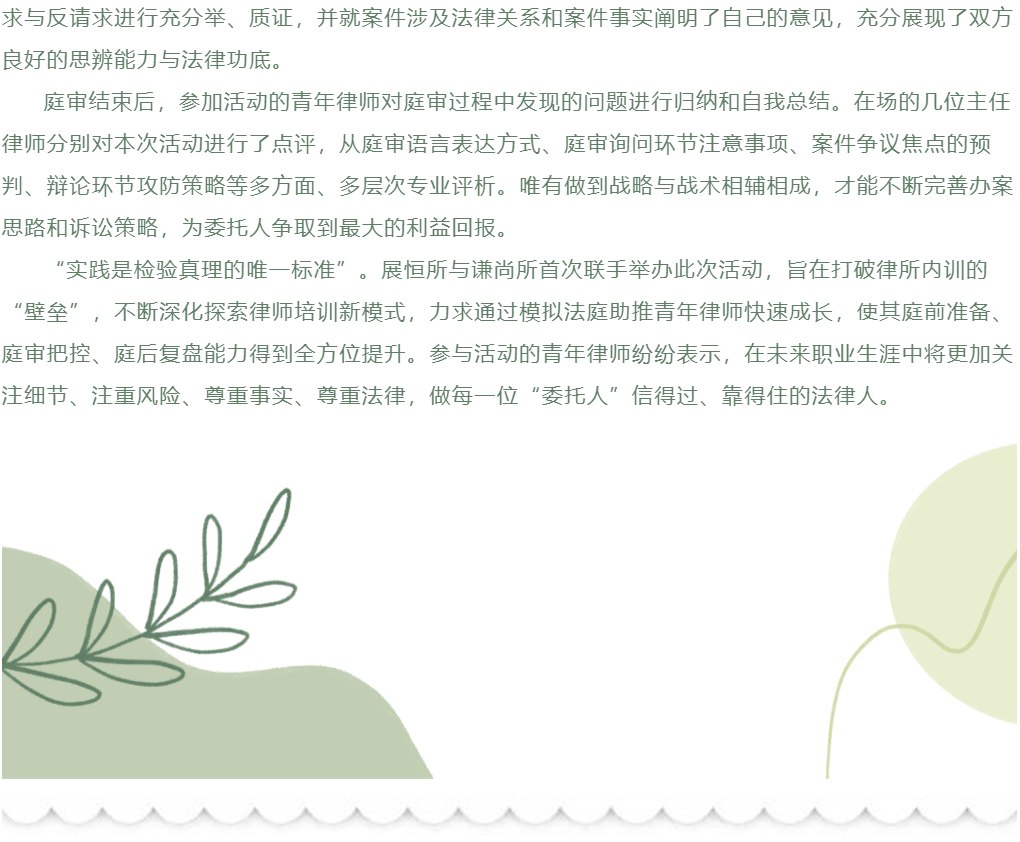 求与反请求进行充分举、质证，并就案件涉及法律关系和案件事实阐明了自己的意见，充分展现了双方
良好的思辨能力与法律功底。
庭审结束后，参加活动的青年律师对庭审过程中发现的问题进行归纳和自我总结。在场的几位主任
律师分别对本次活动进行了点评，从庭审语言表达方式、庭审询问环节注意事项、案件争议焦点的预
判、辩论环节攻防策略等多方面、多层次专业评析。唯有做到战略与战术相辅相成，才能不断完善办案
思路和诉讼策略，为委托人争取到最大的利益回报。
“实践是检验真理的唯一标准”。展恒所与谦尚所首次联手举办此次活动，旨在打破律所内训的
“壁垒”，不断深化探索律师培训新模式，力求通过模拟法庭助推青年律师快速成长，使其庭前准备、
庭审把控、庭后复盘能力得到全方位提升。参与活动的青年律师纷纷表示，在未来职业生涯中将更加关
注细节、注重风险、尊重事实、尊重法律，做每一位“委托人”信得过、靠得住的法律人。